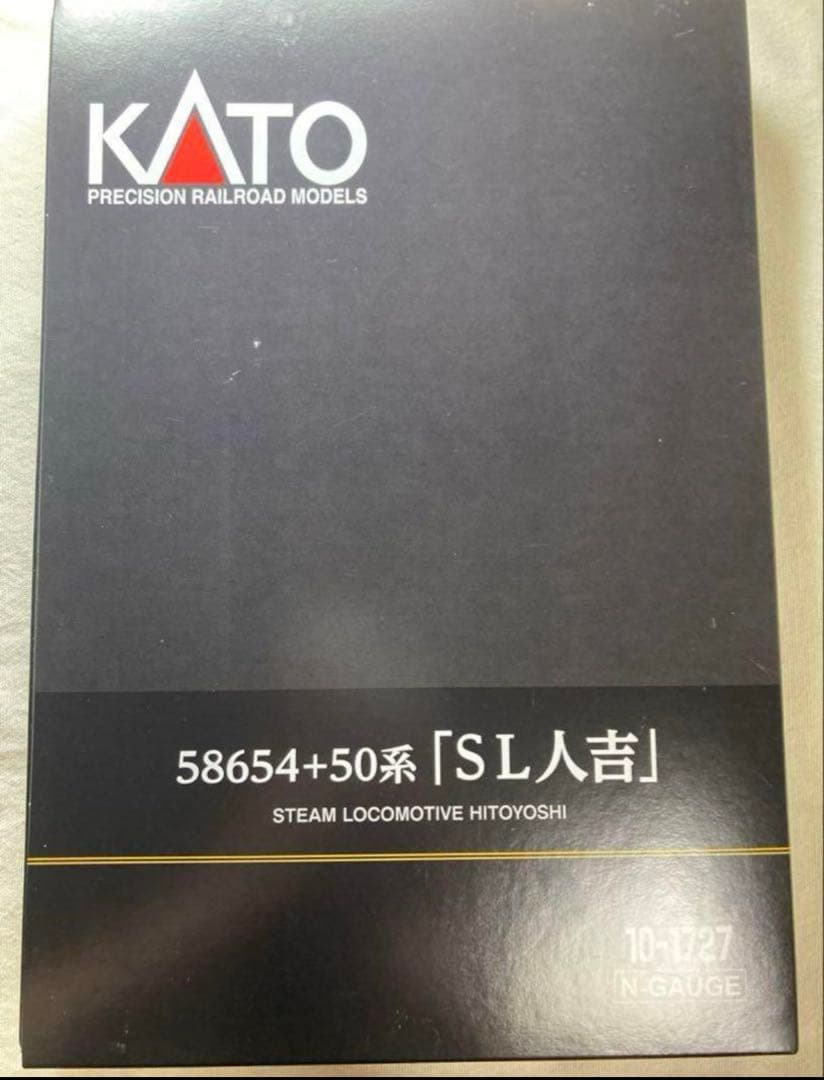 KATO
PRECISION RAILROAD MODELS
58654+50系「SL人吉」
STEAM LOCOMOTIVE HITOYOSHI
10-1727
N-GAUGE